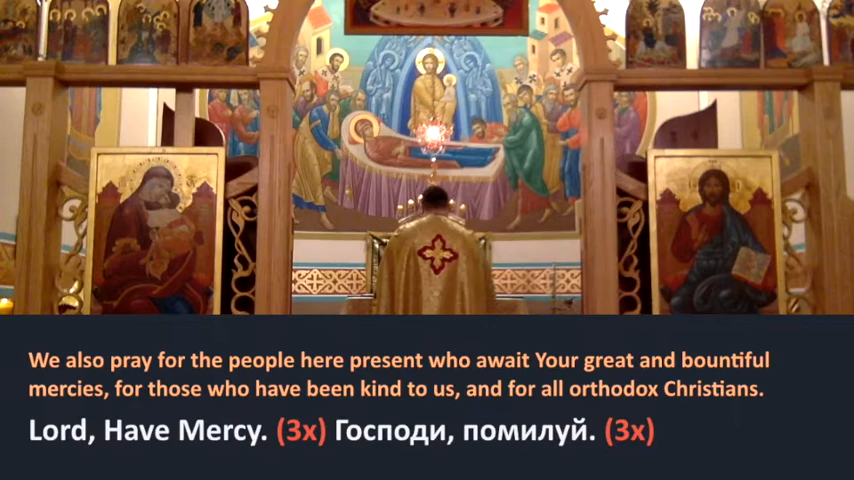 We also pray for the people here present who await Your great and bountiful
mercies, for those who have been kind to us, and for all orthodox Christians.
Lord, Have Mercy. (3x) Господи, помилуй. (3x)